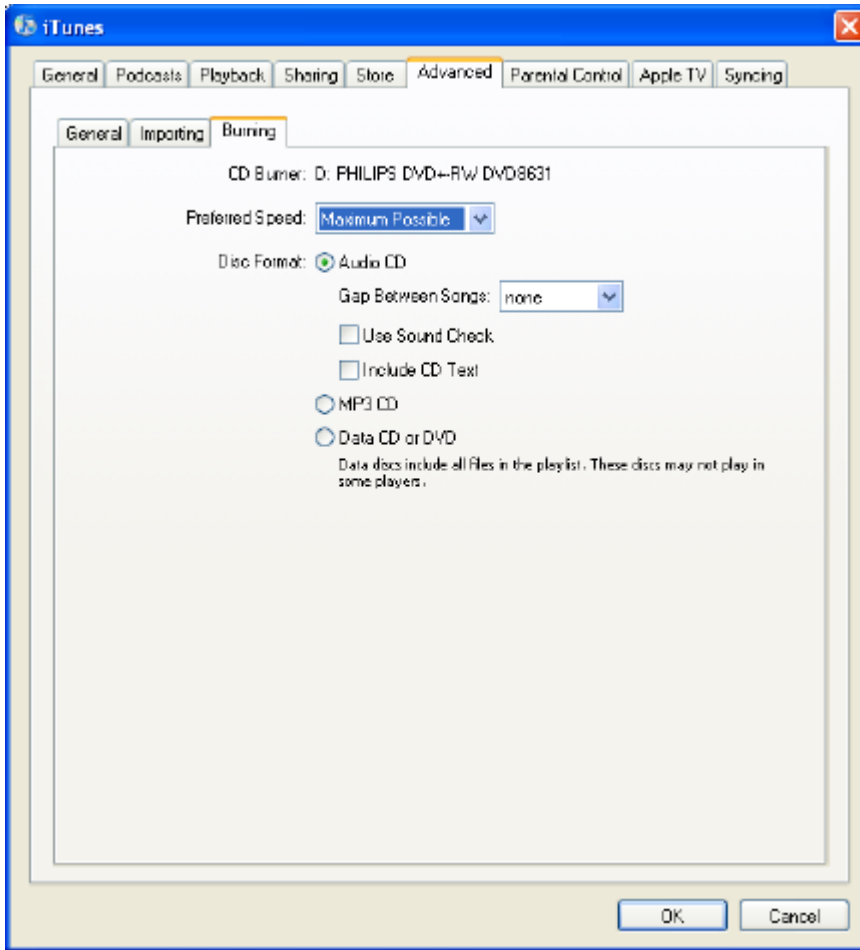 iTunes
General Podcasts Playback Sharing Store Advanced Parental Control Apple TV Syncing
General Importing Burning
CD Burner: D: PHILIPS DVD+-RW DVD8631
Preferred Speed: Maximum Possible
Disc Format: Audio CD
Gap Between Songs: none
Use Sound Check
Include CD Text
MP3 CD
Data CD or DVD
Data discs include all files in the playlist. These discs may not play in
some players.
OK Cancel